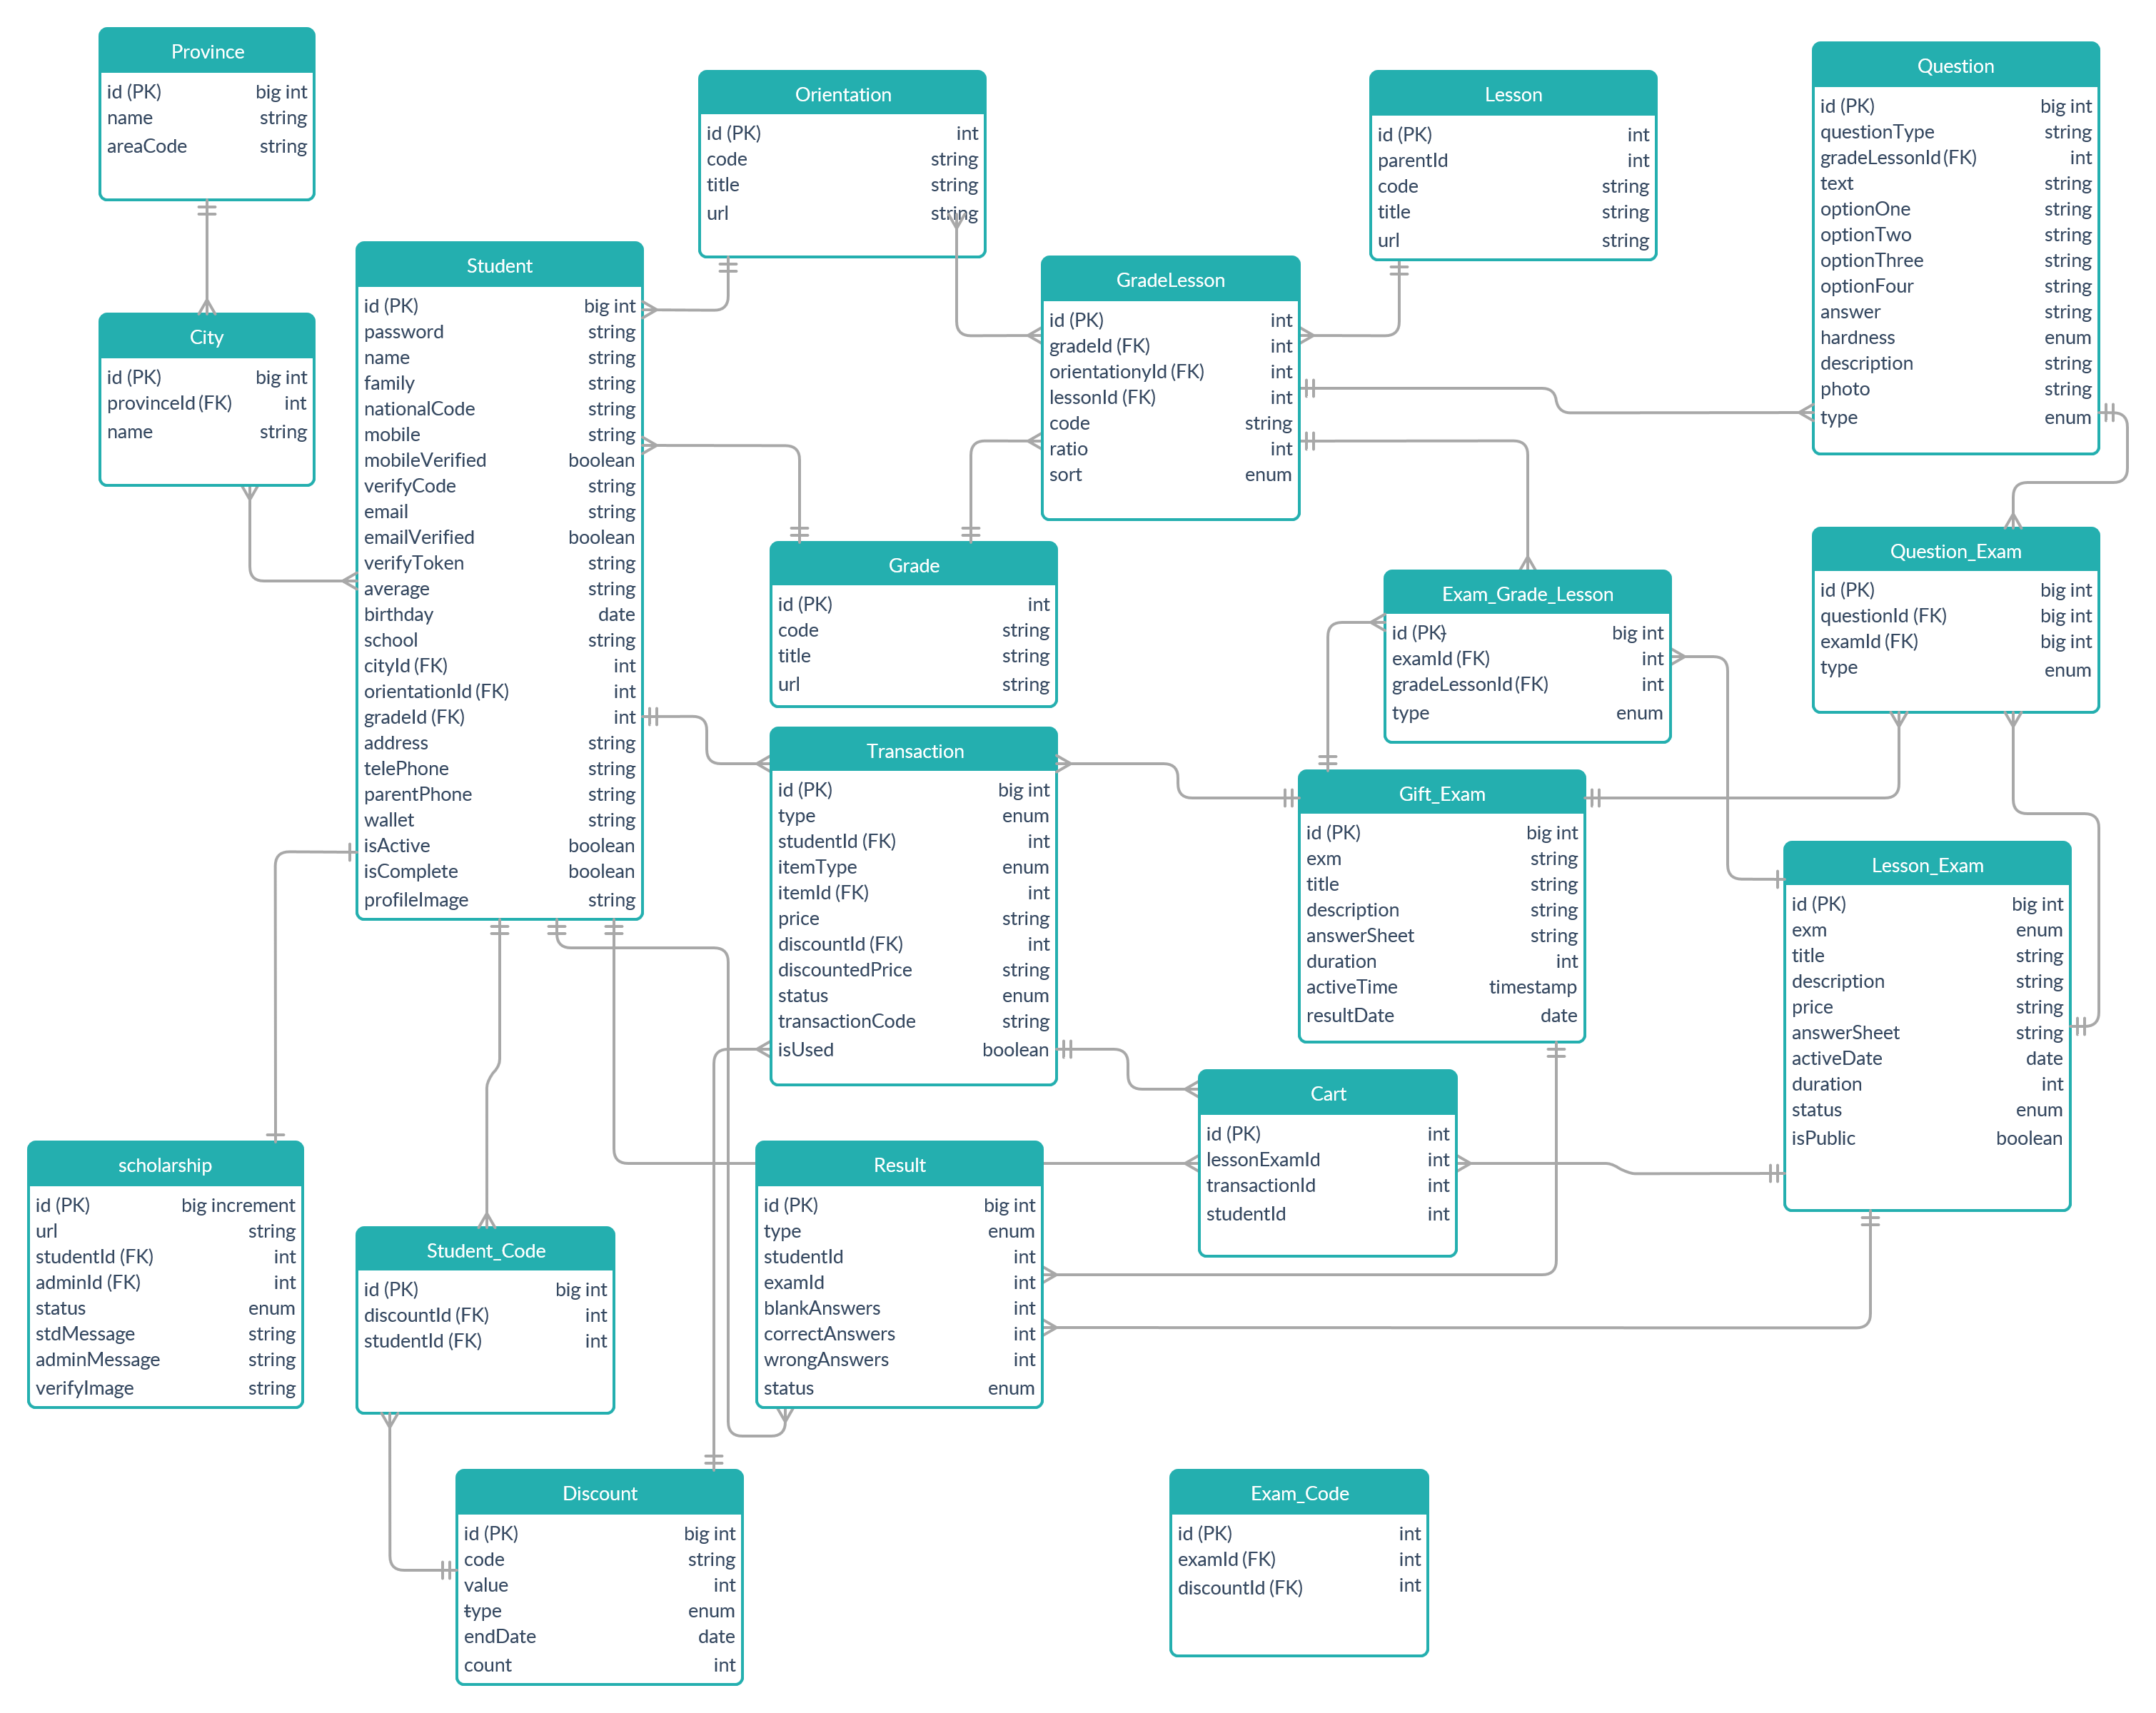 Province
id (PK) big int
name string
areaCode string
City
id (PK) big int
provinceId (FK) int
name string
Student
id (PK) big int
password string
name string
family string
nationalCode string
mobile string
mobileVerified boolean
verifyCode string
email string
emailVerified boolean
verifyToken string
average string
birthday date
school string
cityId (FK) int
orientationId (FK) int
gradeId (FK) int
address string
telePhone string
parentPhone string
wallet string
isActive boolean
isComplete boolean
profileImage string
Orientation
id (PK) int
code string
title string
url string
GradeLesson
id (PK) int
gradeId (FK) int
orientationyId (FK) int
lessonId (FK) int
code string
ratio int
sort enum
Lesson
id (PK) int
parentId int
code string
title string
url string
Question
id (PK) big int
questionType string
gradeLessonId (FK) int
text string
optionOne string
optionTwo string
optionThree string
optionFour string
answer string
hardness enum
description string
photo string
type enum
Grade
id (PK) int
code string
title string
url string
Exam_Grade_Lesson
id (PK) big int
examId (FK) int
gradeLessonId (FK) int
type enum
Question_Exam
id (PK) big int
questionId (FK) big int
examId (FK) big int
type enum
Transaction
id (PK) big int
type enum
studentId (FK) int
itemType enum
itemId (FK) int
price string
discountId (FK) int
discountedPrice string
status enum
transactionCode string
isUsed boolean
Gift_Exam
id (PK) big int
exm string
title string
description string
answerSheet string
duration int
activeTime timestamp
resultDate date
Lesson_Exam
id (PK) big int
exm enum
title string
description string
price string
answerSheet string
activeDate date
duration int
status enum
isPublic boolean
Cart
id (PK) int
lessonExamId int
transactionId int
studentId int
scholarship
id (PK) big increment
url string
studentId (FK) int
adminId (FK) int
status enum
stdMessage string
adminMessage string
verifyImage string
Student_Code
id (PK) big int
discountId (FK) int
studentId (FK) int
Result
id (PK) big int
type enum
studentId int
examId int
blankAnswers int
correctAnswers int
wrongAnswers int
status enum
Discount
id (PK) big int
code string
value int
type enum
endDate date
count int
Exam_Code
id (PK) int
examId (FK) int
discountId (FK) int